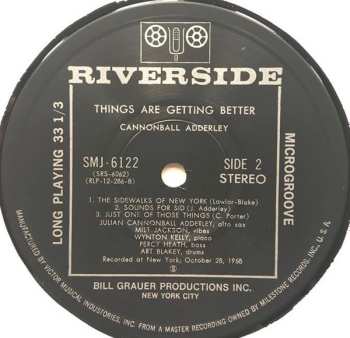 RIVERSIDE
THINGS ARE GETTING BETTER
CANNONBALL ADDERLEY
LONG PLAYING 33 1/3
MICROGROOVE
SMJ-6122
(SRS-6062)
(RLP-12-286-B)
SIDE 2
STEREO
1. THE SIDEWALKS OF NEW YORK (Lawlor-Blake)
2. SOUNDS FOR SID (J. Adderley)
3. JUST ONE OF THOSE THINGS (C. Porter)
JULIAN CANNONBALL ADDERLEY, alto sax
MILT JACKSON, vibes
WYNTON KELLY, piano
PERCY HEATH, bass
ART BLAKEY, drums
Recorded at New York; October 28, 1958
BILL GRAUER PRODUCTIONS INC.
NEW YORK CITY
MANUFACTURED BY VICTOR MUSICAL INDUSTRIES, INC., TOKYO, JAPAN. FROM A MASTER RECORDING OWNED BY MILESTONE RECORDS, INC., U.S.A.